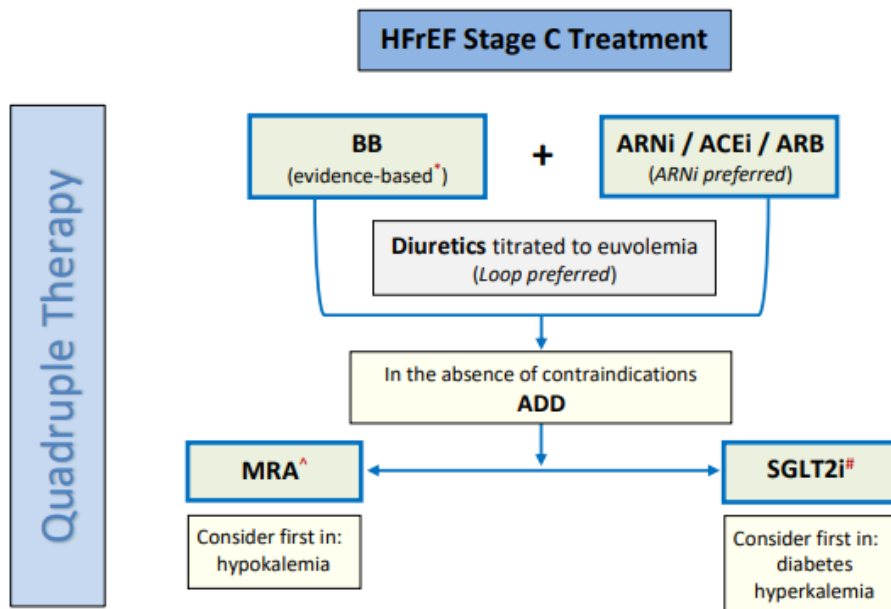 HFrEF Stage C Treatment
Quadruple Therapy
BB
(evidence-based*)
+
ARNi / ACEi / ARB
(ARNi preferred)
Diuretics titrated to euvolemia
(Loop preferred)
In the absence of contraindications
ADD
MRA^
SGLT2i#
Consider first in:
hypokalemia
Consider first in:
diabetes
hyperkalemia